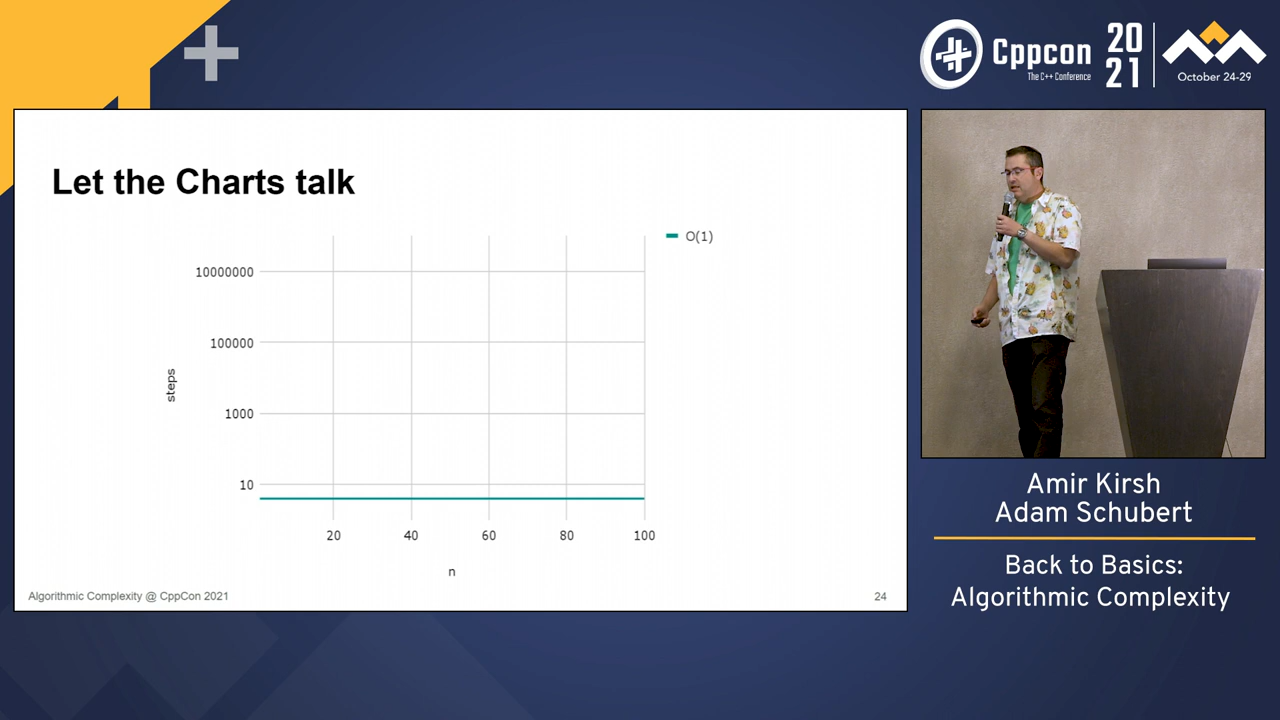 Cppcon
The C++ Conference
20
21
October 24-29
Let the Charts talk
O(1)
10000000
100000
1000
10
steps
20 40 60 80 100
n
Algorithmic Complexity @ CppCon 2021
24
Amir Kirsh
Adam Schubert
Back to Basics:
Algorithmic Complexity